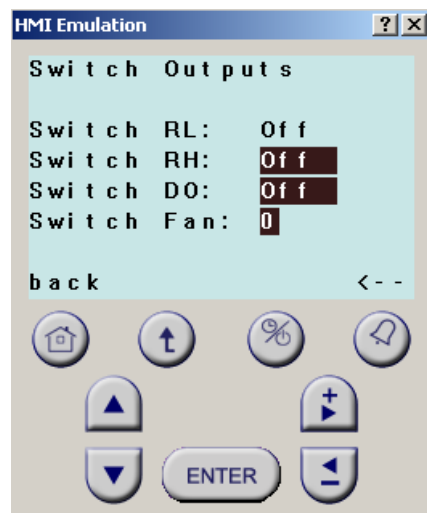 HMI Emulation ? ×
Switch Outputs
Switch RL: Off
Switch RH: Off
Switch DO: Off
Switch Fan: 0
back <--
%
+
ENTER
-